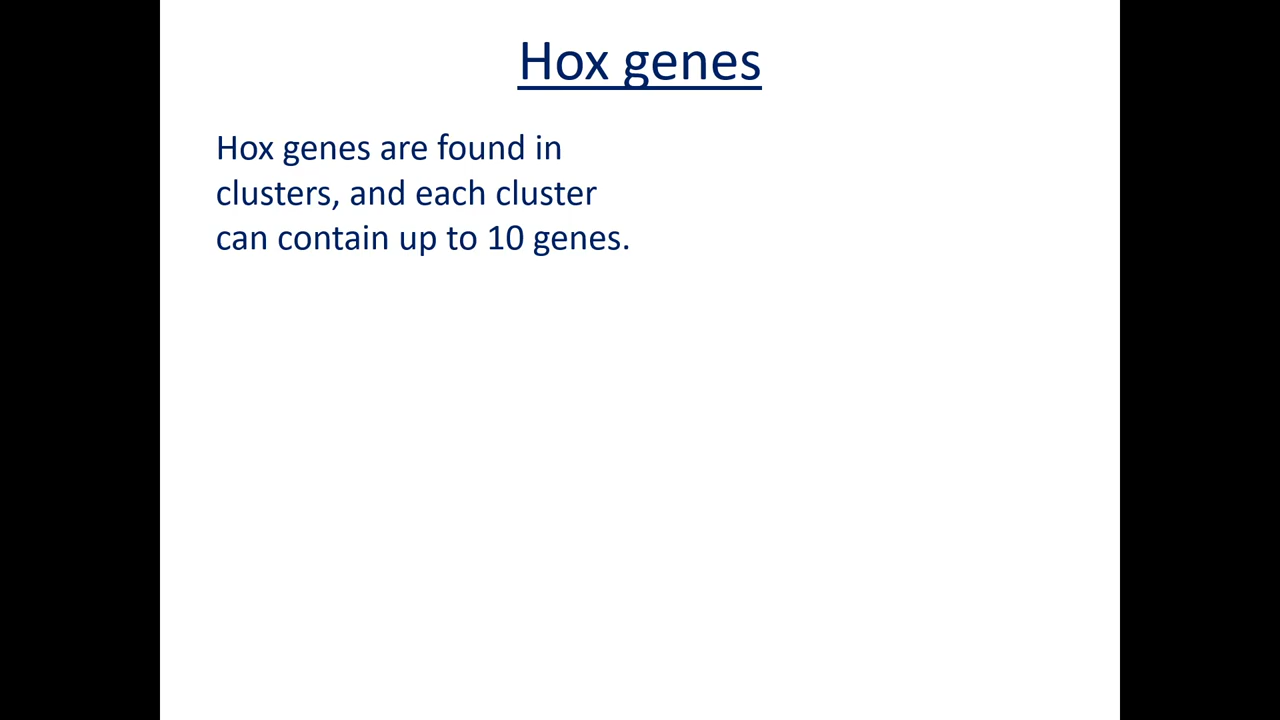 Hox genes
Hox genes are found in
clusters, and each cluster
can contain up to 10 genes.